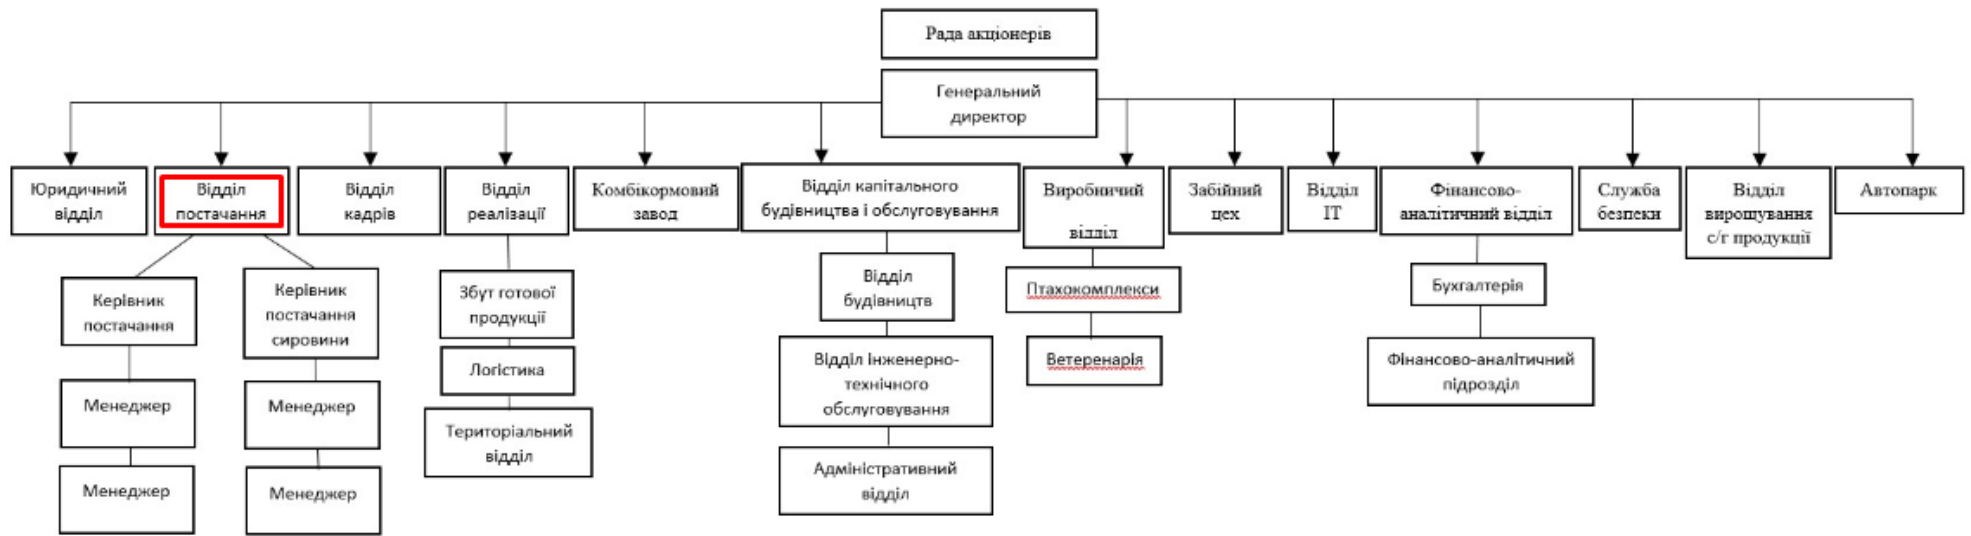 Рада акціонерів
Генеральний
директор
Юридичний
відділ
Відділ
постачання
Відділ
кадрів
Відділ
реалізації
Комбікормовий
завод
Відділ капітального
будівництва і обслуговування
Виробничий
відділ
Забійний
цех
Відділ
ІТ
Фінансово-
аналітичний відділ
Служба
безпеки
Відділ
вирощування
с/г продукції
Автопарк
Керівник
постачання
Менеджер
Менеджер
Керівник
постачання
сировини
Менеджер
Менеджер
Збут готової
продукції
Логістика
Територіальний
відділ
Відділ
будівництв
Відділ інженерно-
технічного
обслуговування
Адміністративний
відділ
Птахокомплекси
Ветеренарія
Бухгалтерія
Фінансово-аналітичний
підрозділ